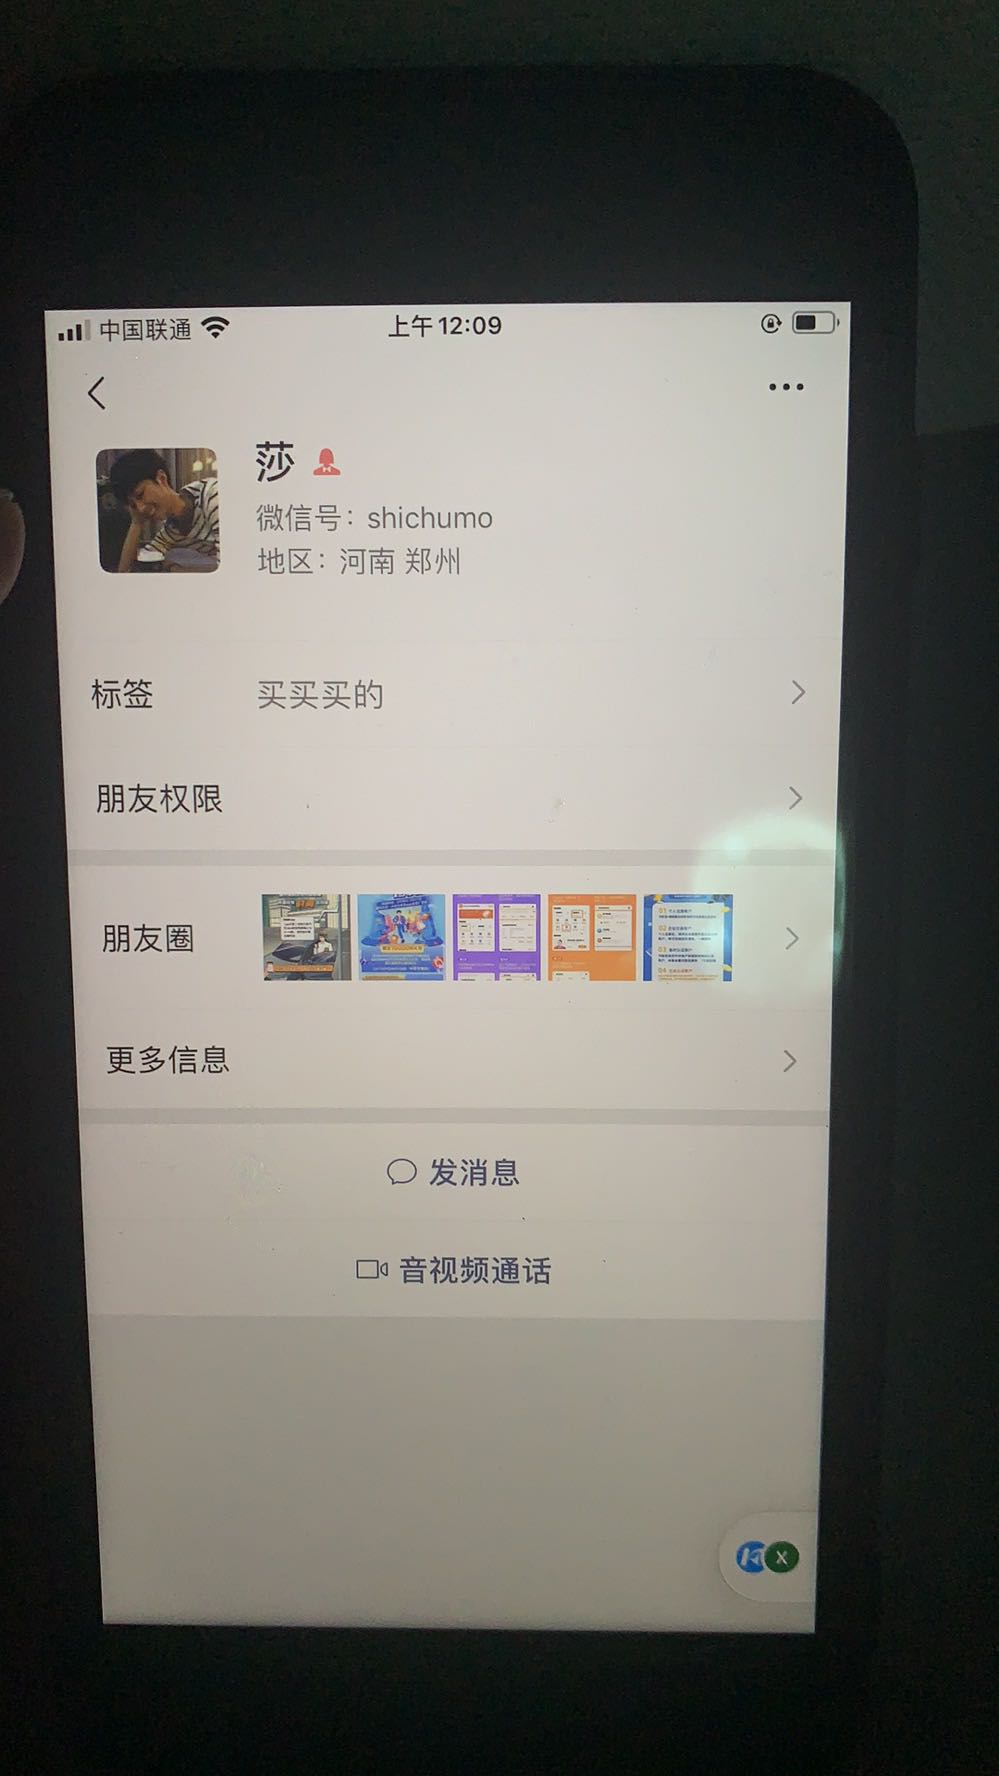 中国联通
上午12:09
莎
微信号：shichumo
地区：河南 郑州
标签
买买买的
朋友权限
朋友圈
更多信息
发消息
音视频通话
X